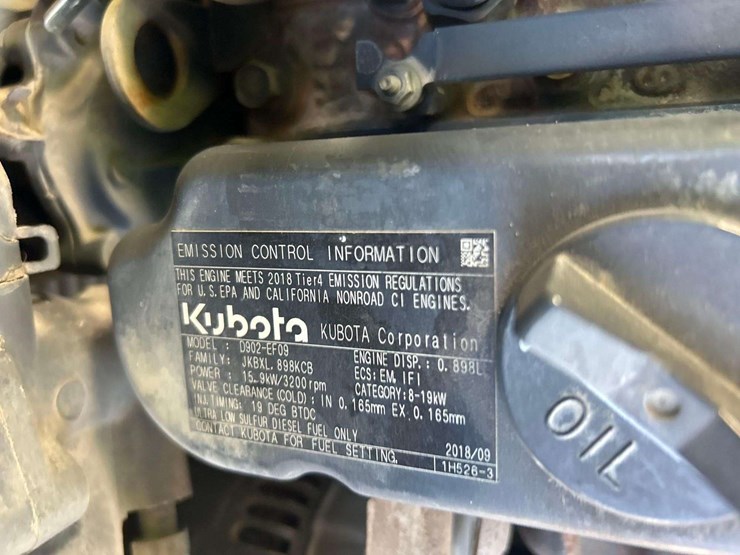 EMISSION CONTROL INFORMATION
THIS ENGINE MEETS 2018 Tier4 EMISSION REGULATIONS
FOR U.S. EPA AND CALIFORNIA NONROAD CI ENGINES.
Kubota KUBOTA Corporation
MODEL : D902-EF09 ENGINE DISP.: 0.898L
FAMILY: JKBXL.898KCB ECS: EM, IFI
POWER : 15.9kW/3200rpm CATEGORY: 8-19kW
VALVE CLEARANCE (COLD): IN 0.165mm EX 0.165mm
INJ.TIMING: 19 DEG BTDC
ULTRA LOW SULFUR DIESEL FUEL ONLY 2018/09
CONTACT KUBOTA FOR FUEL SETTING. 1H526-3
OIL